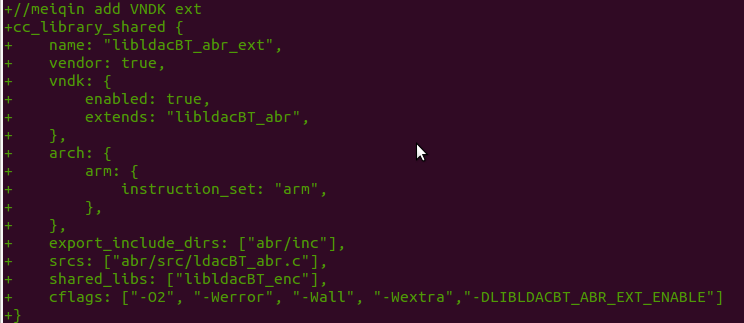 +//meiqin add VNDK ext
+cc_library_shared {
+    name: "libldacBT_abr_ext",
+    vendor: true,
+    vndk: {
+        enabled: true,
+        extends: "libldacBT_abr",
+    },
+    arch: {
+        arm: {
+            instruction_set: "arm",
+        },
+    },
+    export_include_dirs: ["abr/inc"],
+    srcs: ["abr/src/ldacBT_abr.c"],
+    shared_libs: ["libldacBT_enc"],
+    cflags: ["-O2", "-Werror", "-Wall", "-Wextra","-DLIBLDACBT_ABR_EXT_ENABLE"]
+}